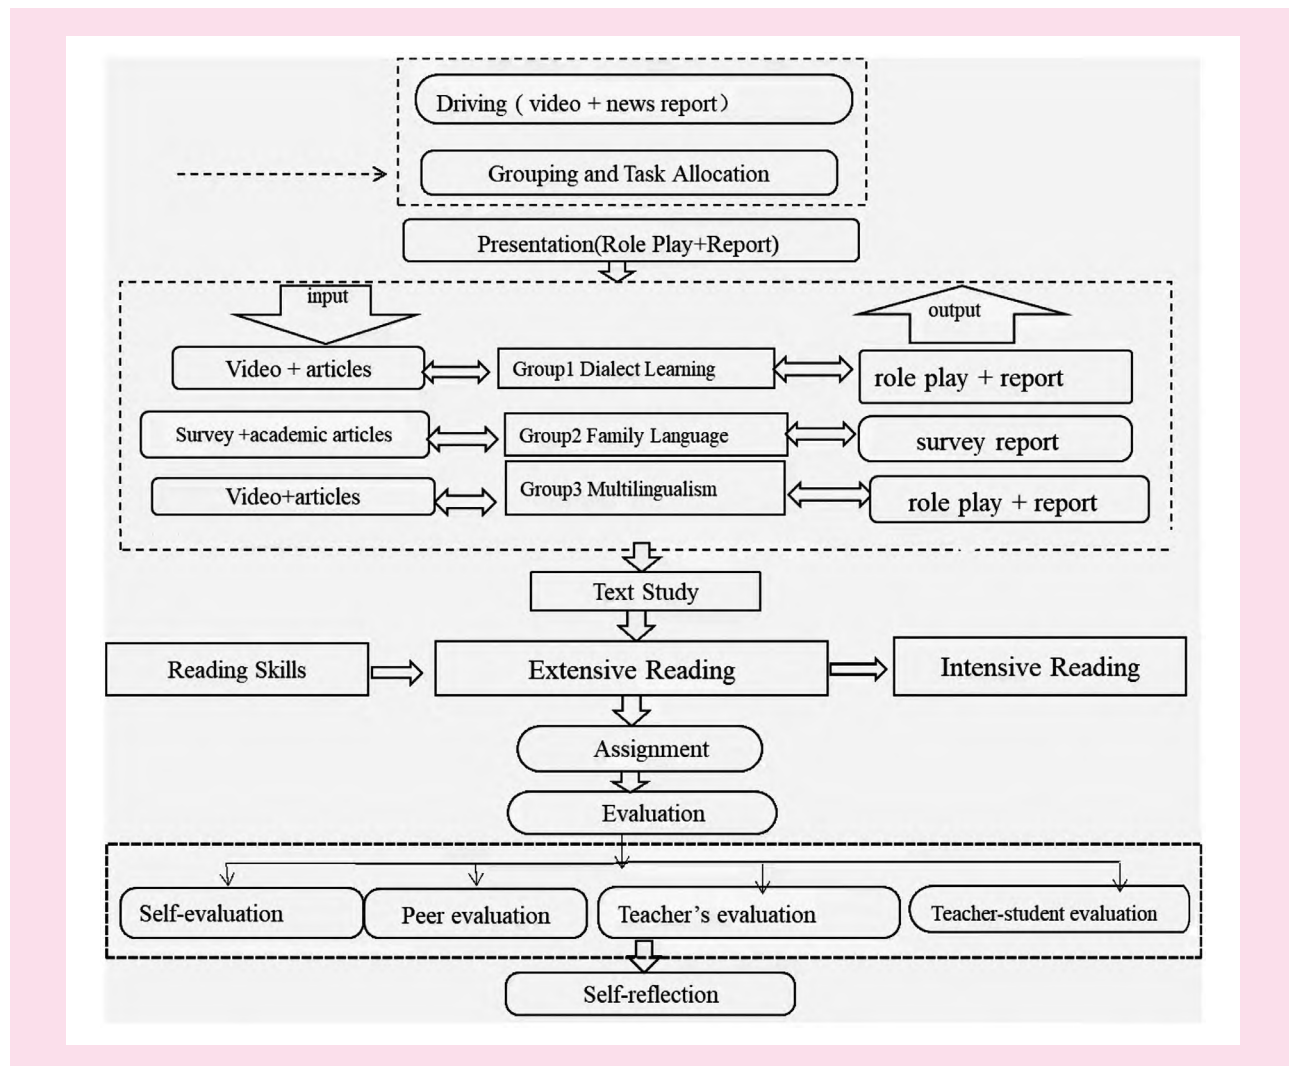 Driving（video + news report）
Grouping and Task Allocation
Presentation(Role Play+Report)
input
output
Video + articles
Group1 Dialect Learning
role play + report
Survey +academic articles
Group2 Family Language
survey report
Video+articles
Group3 Multilingualism
role play + report
Text Study
Reading Skills
Extensive Reading
Intensive Reading
Assignment
Evaluation
Self-evaluation
Peer evaluation
Teacher’s evaluation
Teacher-student evaluation
Self-reflection